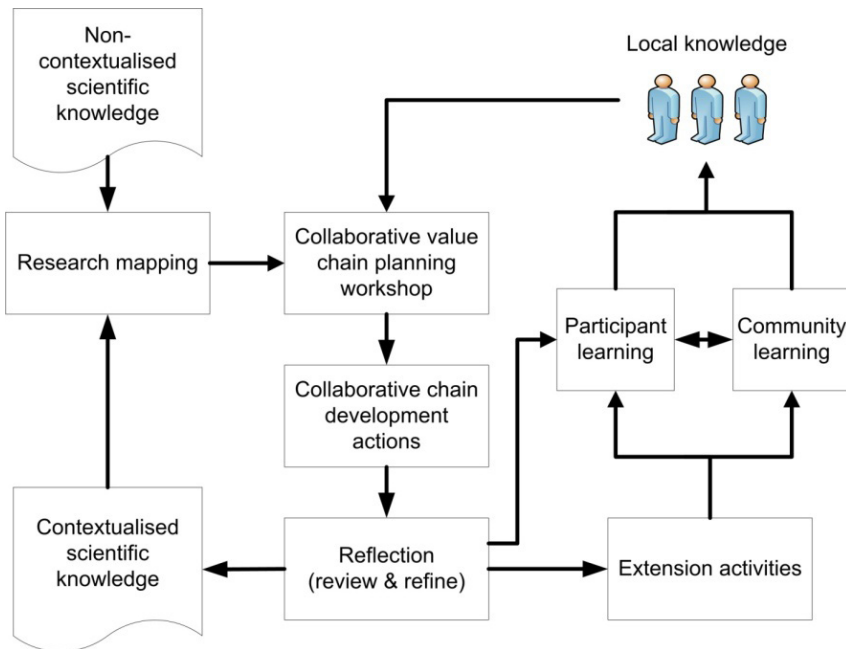 Non-
contextualised
scientific
knowledge
Local knowledge
Research mapping
Collaborative value
chain planning
workshop
Participant
learning
Community
learning
Collaborative chain
development
actions
Contextualised
scientific
knowledge
Reflection
(review & refine)
Extension activities